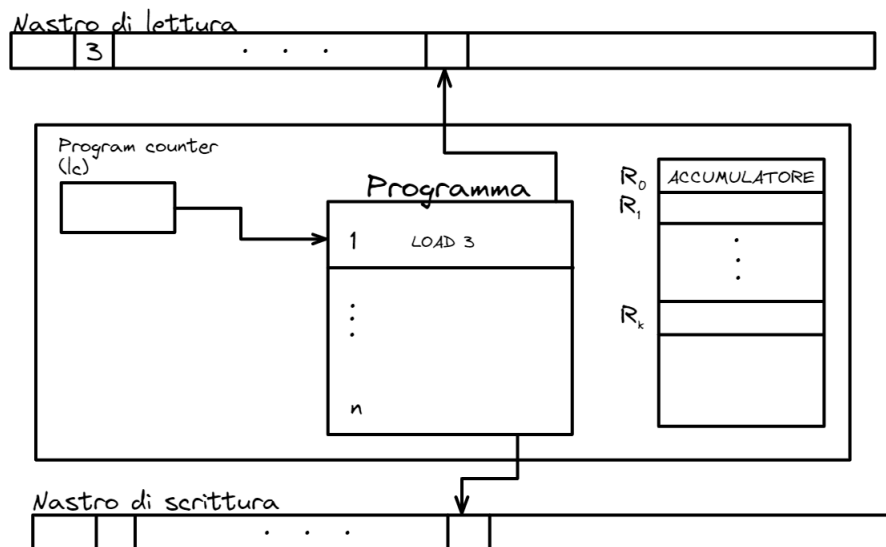 Nastro di lettura
3 . . .
Program counter
(lc)
Programma
1 LOAD 3
.
.
.
n
R₀ ACCUMULATORE
R₁
.
.
.
Rₖ
Nastro di scrittura
. . .